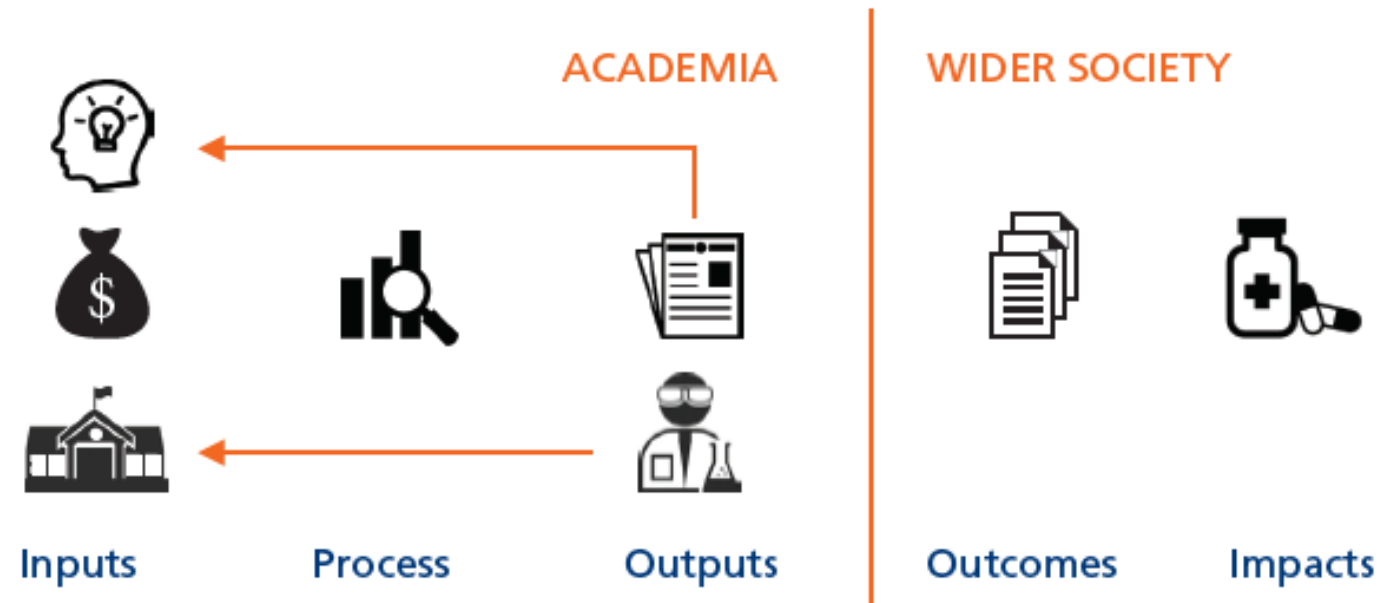 ACADEMIA
WIDER SOCIETY
$
Inputs
Process
Outputs
Outcomes
Impacts